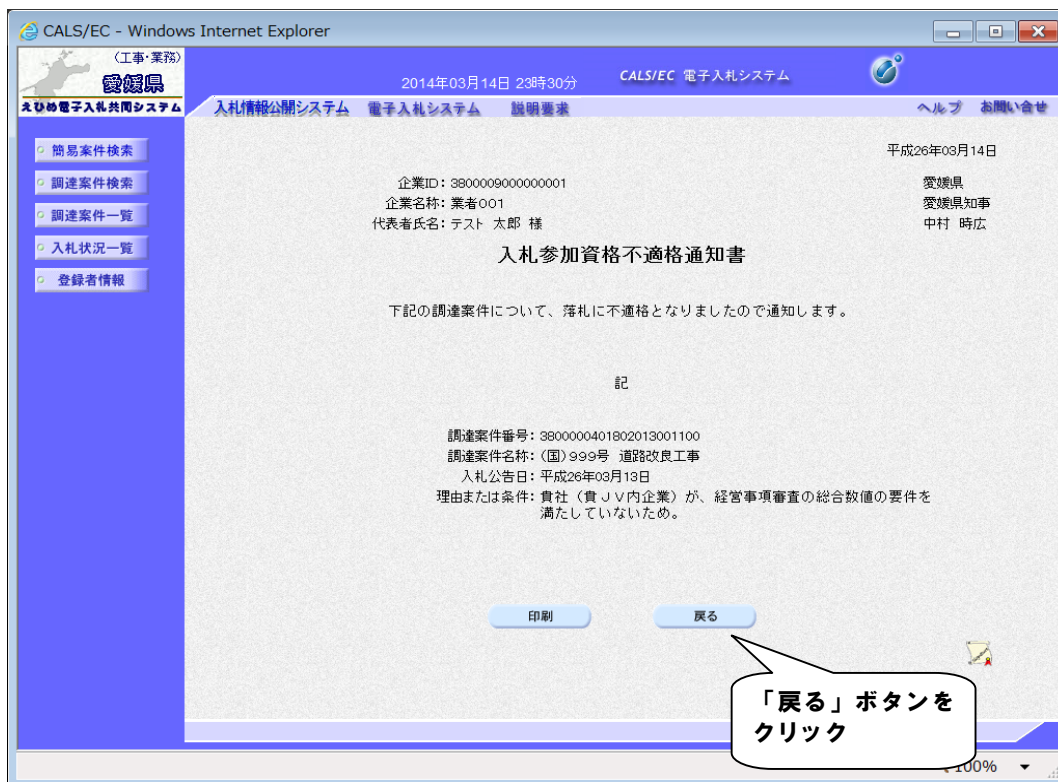 CALS/EC - Windows Internet Explorer
(工事・業務)
愛媛県
えひめ電子入札共同システム
2014年03月14日 23時30分
CALS/EC 電子入札システム
入札情報公開システム 電子入札システム 説明要求
ヘルプ お問い合せ
簡易案件検索
調達案件検索
調達案件一覧
入札状況一覧
登録者情報
平成26年03月14日
企業ID：3800009000000001
愛媛県
企業名称：業者001
愛媛県知事
代表者氏名：テスト 太郎 様
中村 時広
入札参加資格不適格通知書
下記の調達案件について、落札に不適格となりましたので通知します。
記
調達案件番号：3800000401802013001100
調達案件名称：(国)999号 道路改良工事
入札公告日：平成26年03月13日
理由または条件：貴社（貴ＪＶ内企業）が、経営事項審査の総合数値の要件を
満たしていないため。
印刷
戻る
「戻る」ボタンを
クリック
100%